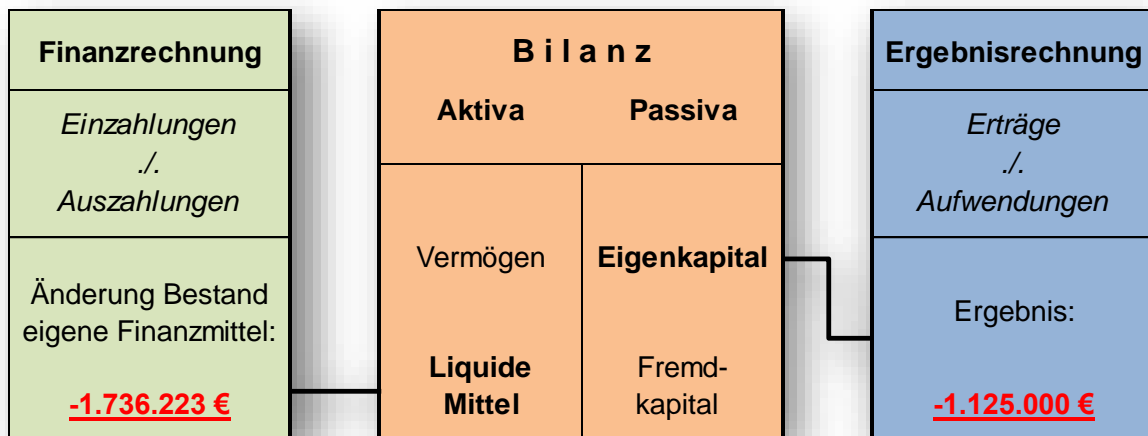 Finanzrechnung
Einzahlungen
./.
Auszahlungen
Änderung Bestand
eigene Finanzmittel:
-1.736.223 €
B i l a n z
Aktiva Passiva
Vermögen Eigenkapital
Liquide Fremd-
Mittel kapital
Ergebnisrechnung
Erträge
./.
Aufwendungen
Ergebnis:
-1.125.000 €